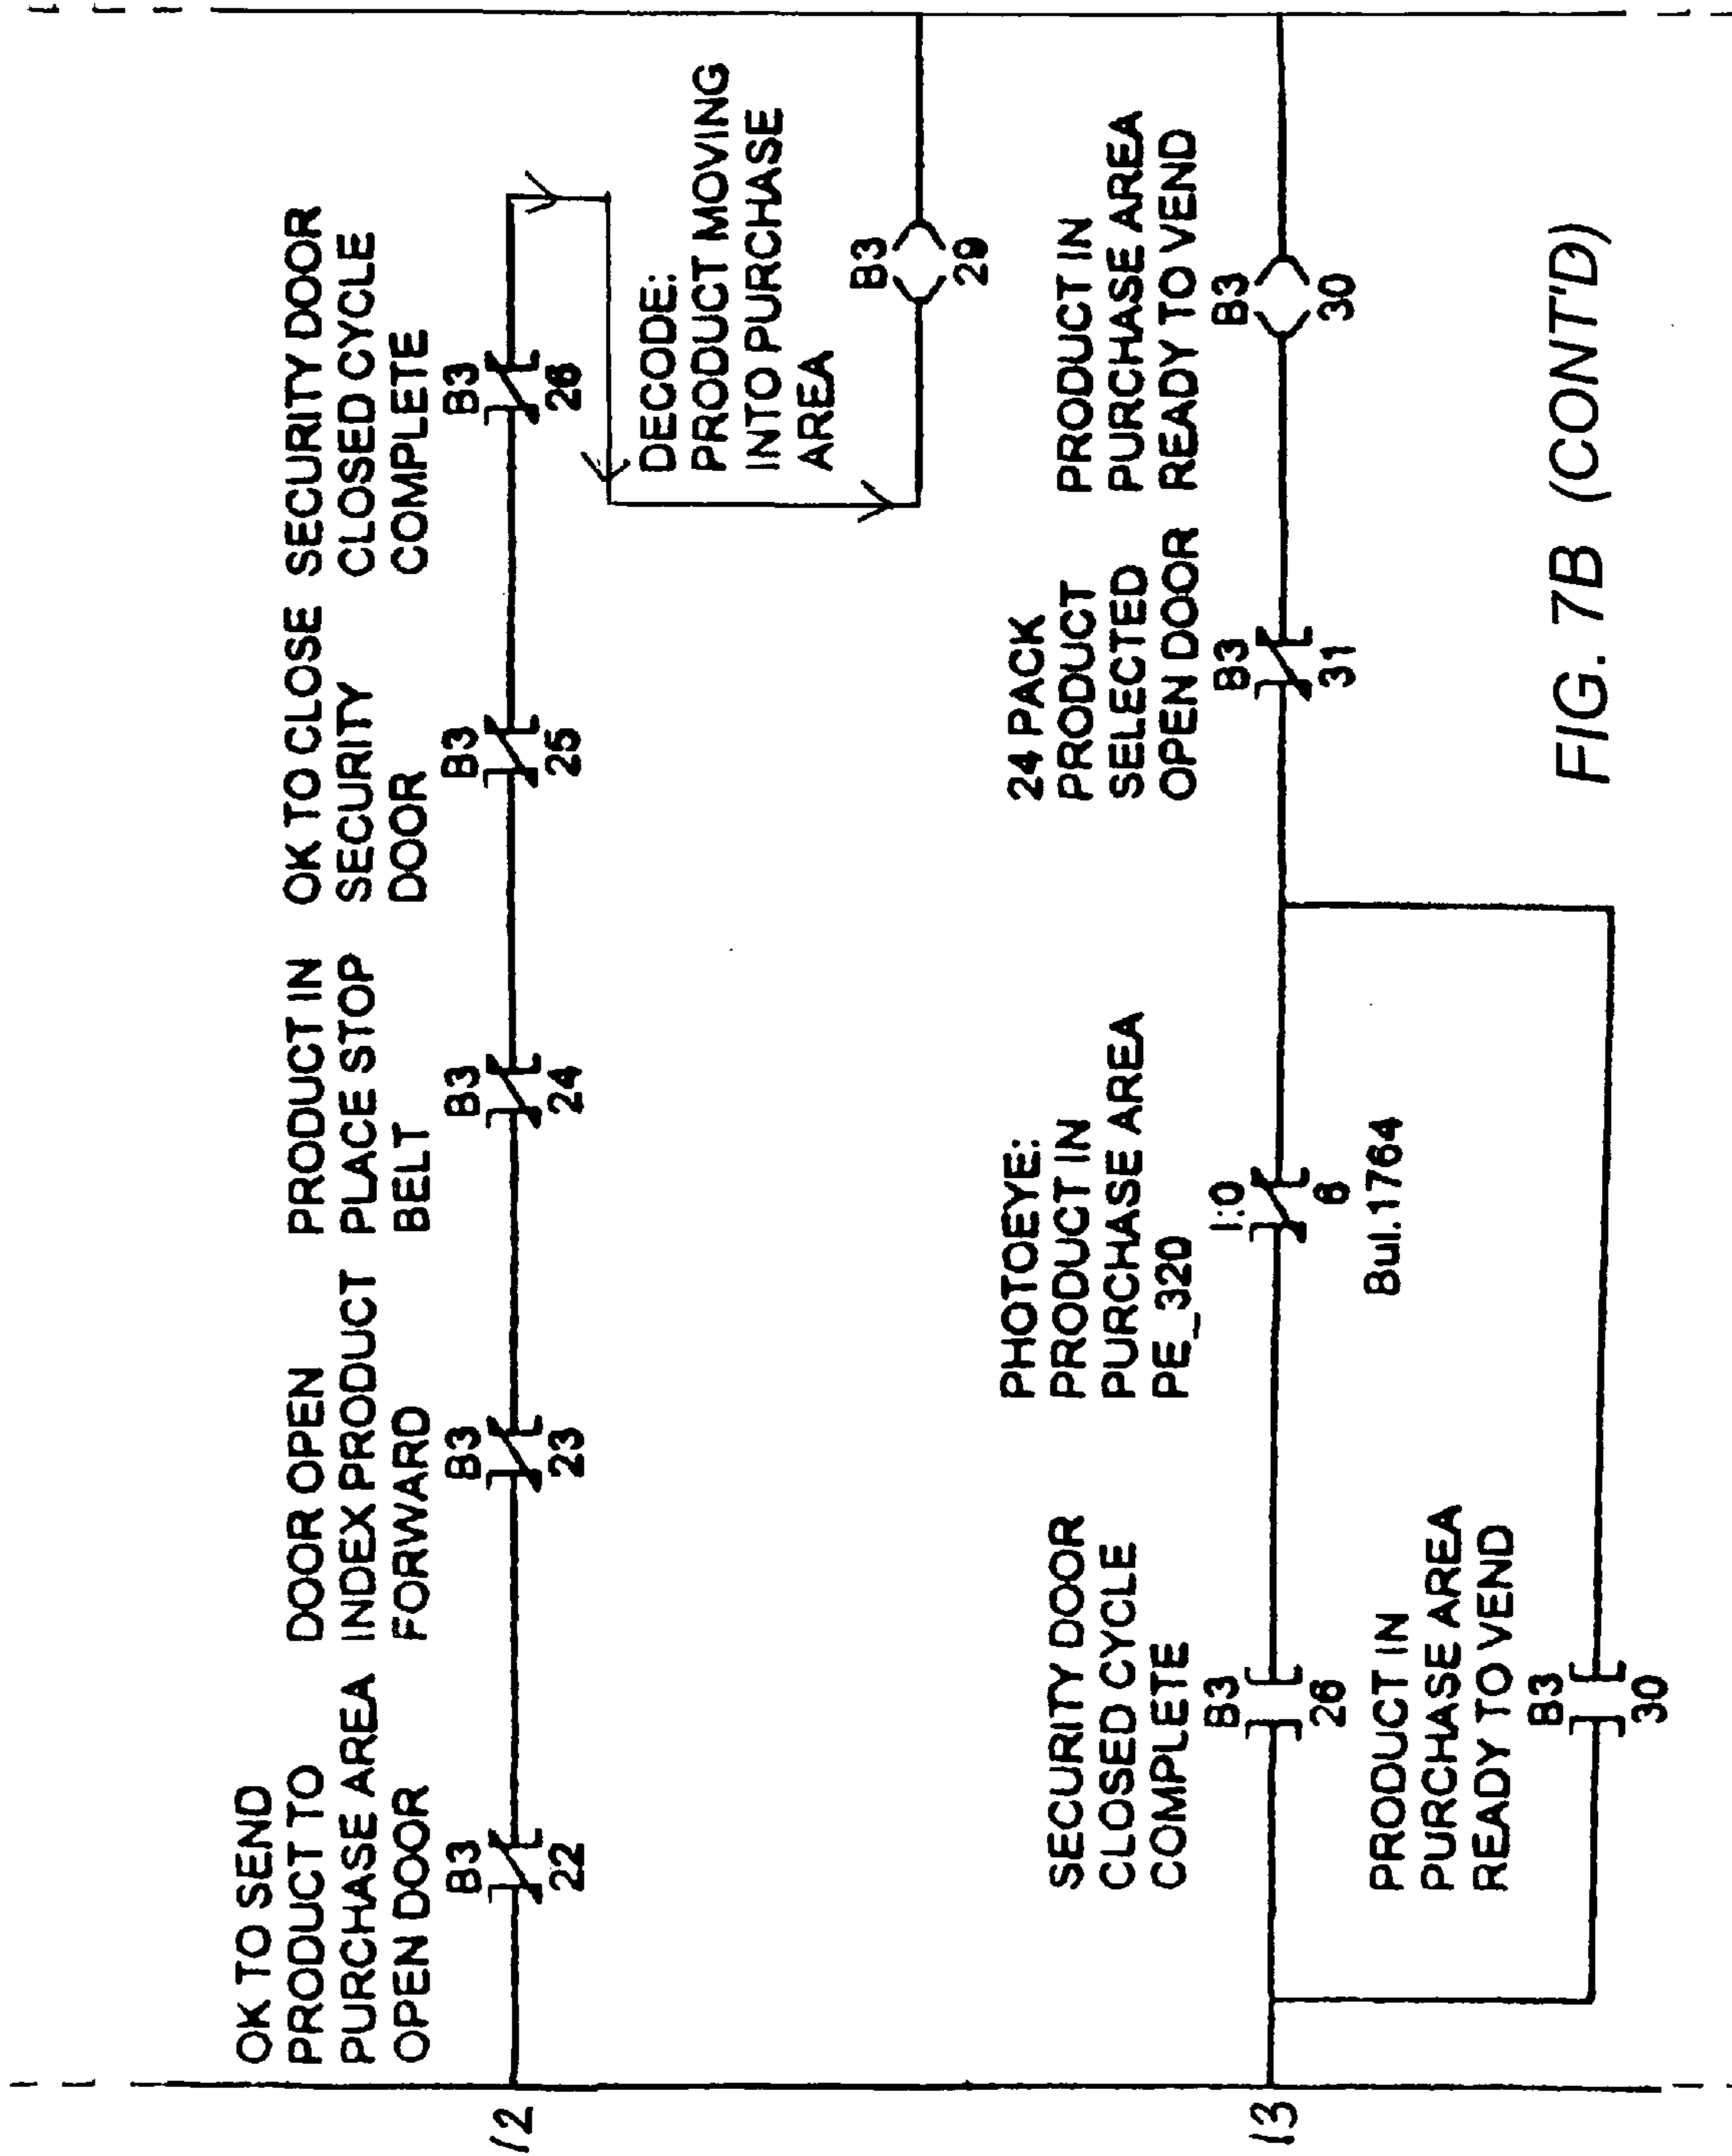 OK TO SEND
PRODUCT TO
PURCHASE AREA
OPEN DOOR
B3
22
DOOR OPEN
INDEX PRODUCT
FORWARD
B3
23
PRODUCT IN
PLACE STOP
BELT
B3
24
OK TO CLOSE
SECURITY
DOOR
B3
25
SECURITY DOOR
CLOSED CYCLE
COMPLETE
B3
26
12
DECODE:
PRODUCT MOVING
INTO PURCHASE
AREA
B3
29
SECURITY DOOR
CLOSED CYCLE
COMPLETE
B3
26
PHOTOEYE:
PRODUCT IN
PURCHASE AREA
PE_320
I:0
6
Bul.1764
24 PACK
PRODUCT
SELECTED
OPEN DOOR
B3
31
PRODUCT IN
PURCHASE AREA
READY TO VEND
B3
30
13
PRODUCT IN
PURCHASE AREA
READY TO VEND
B3
30
FIG. 7B (CONT'D)